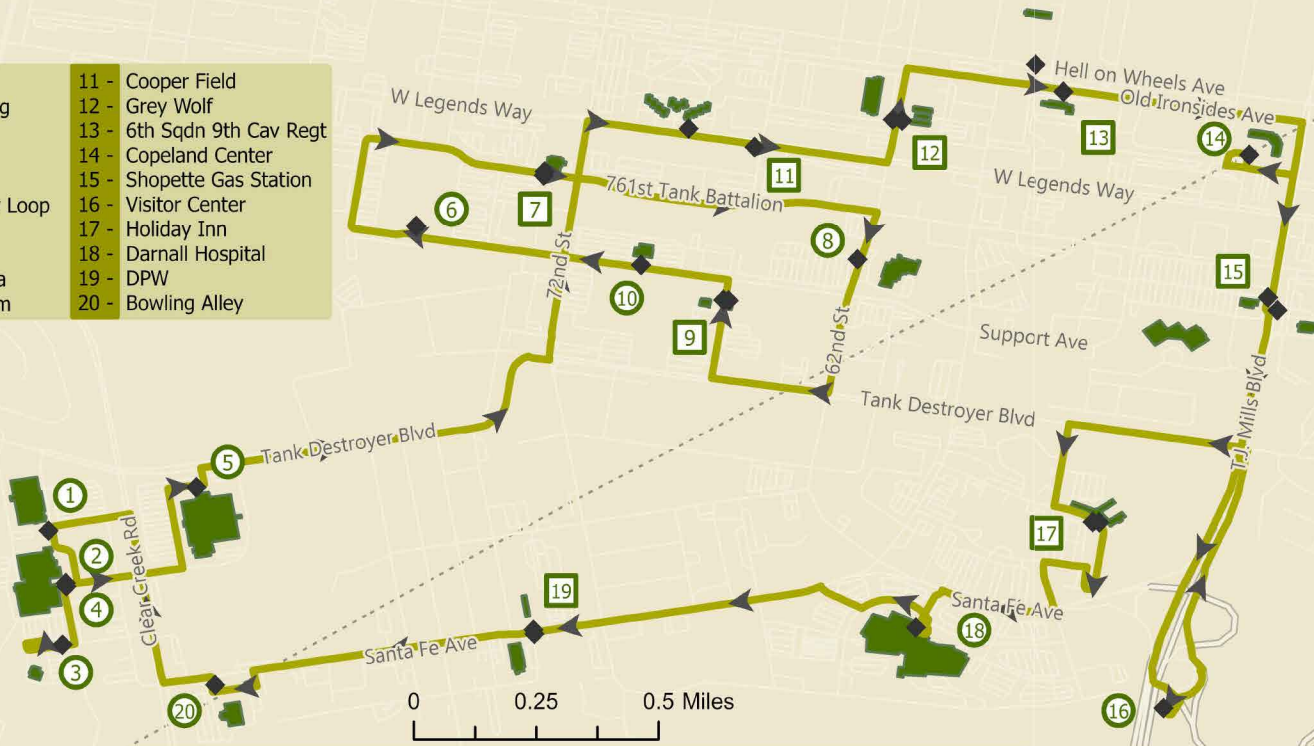 g
r Loop
a
m
11 - Cooper Field
12 - Grey Wolf
13 - 6th Sqdn 9th Cav Regt
14 - Copeland Center
15 - Shopette Gas Station
16 - Visitor Center
17 - Holiday Inn
18 - Darnall Hospital
19 - DPW
20 - Bowling Alley
W Legends Way
Hell on Wheels Ave
Old Ironsides Ave
13
14
12
11
761st Tank Battalion
W Legends Way
6
7
8
72nd St
10
15
9
62nd St
Support Ave
Tank Destroyer Blvd
T.J. Mills Blvd
Tank Destroyer Blvd
5
1
2
Clear Creek Rd
17
4
19
Santa Fe Ave
18
3
Santa Fe Ave
20
0 0.25 0.5 Miles
16